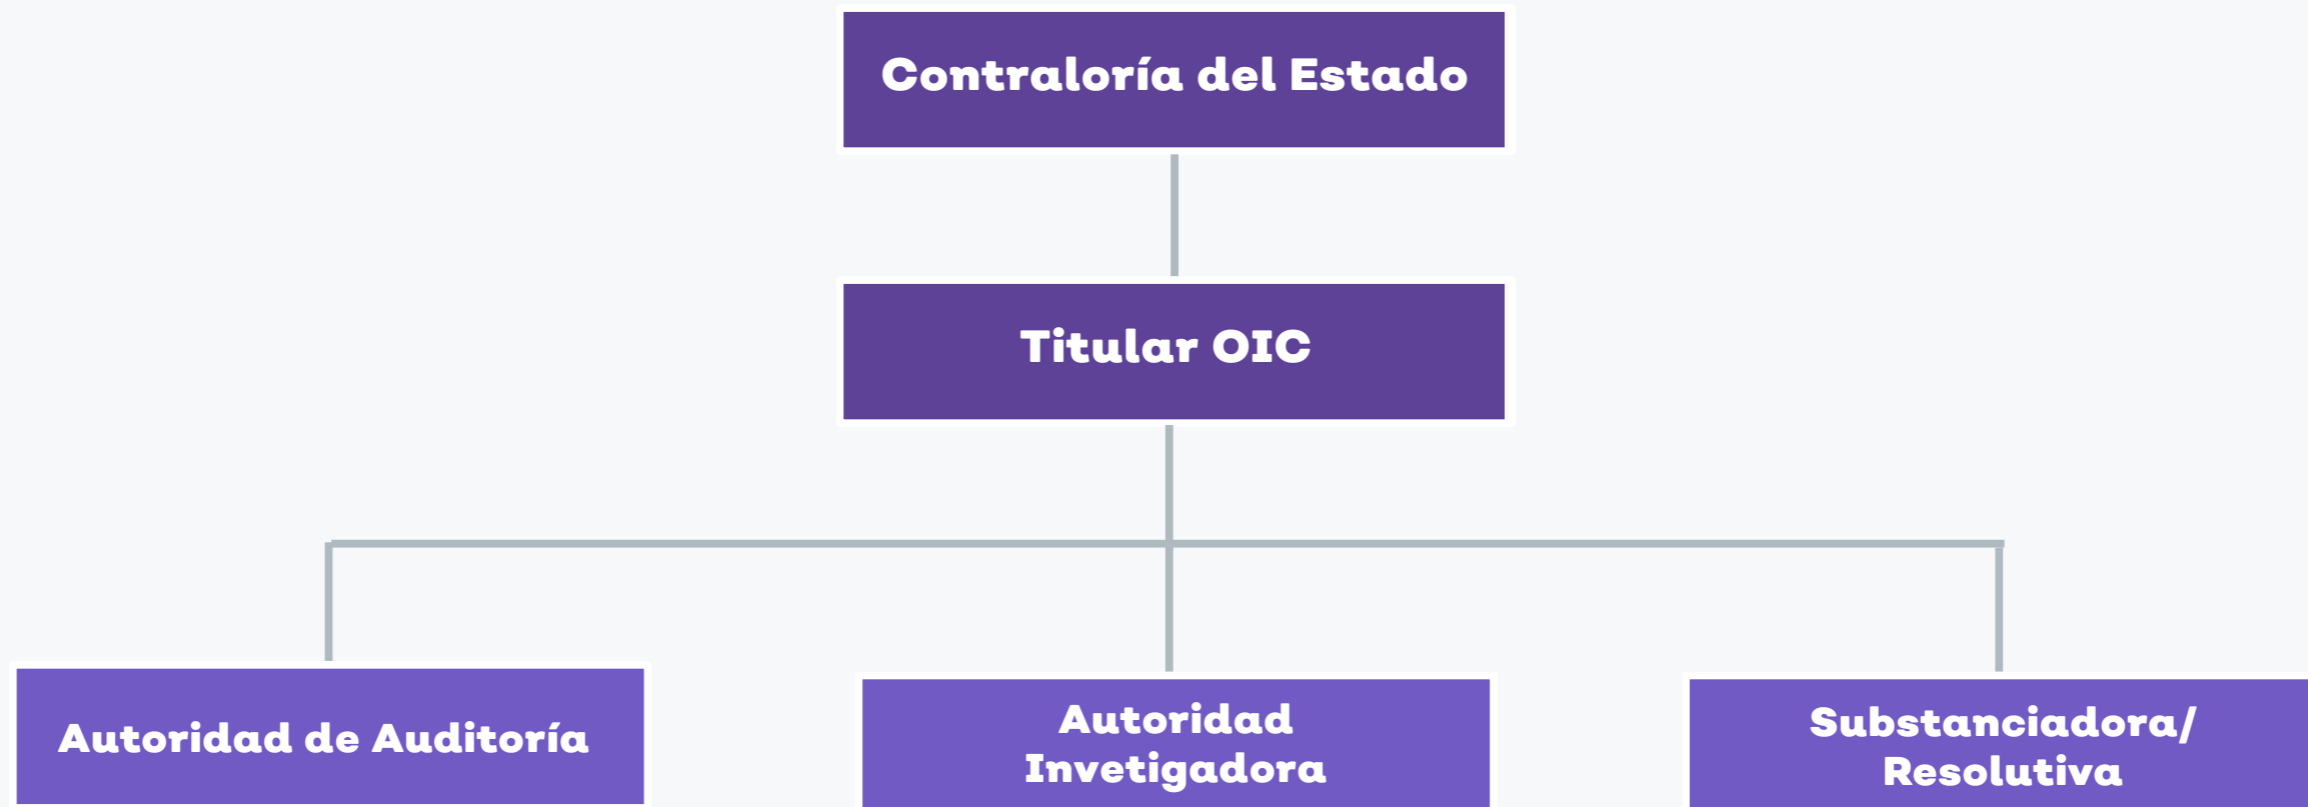 Contraloría del Estado
Titular OIC
Autoridad de Auditoría
Autoridad
Invetigadora
Substanciadora/
Resolutiva